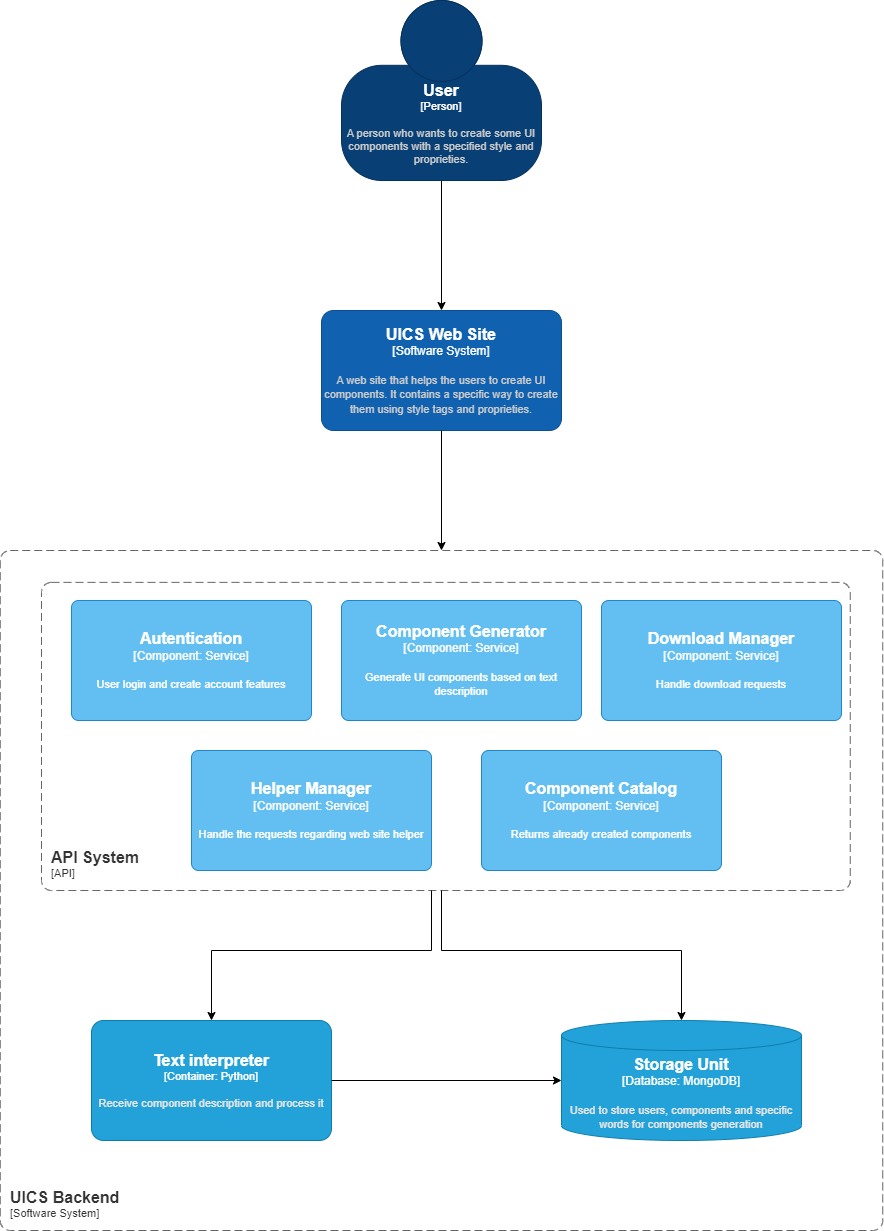 User
[Person]
A person who wants to create some UI
components with a specified style and
proprieties.
UICS Web Site
[Software System]
A web site that helps the users to create UI
components. It contains a specific way to create
them using style tags and proprieties.
Autentication
[Component: Service]
User login and create account features
Component Generator
[Component: Service]
Generate UI components based on text
description
Download Manager
[Component: Service]
Handle download requests
Helper Manager
[Component: Service]
Handle the requests regarding web site helper
Component Catalog
[Component: Service]
Returns already created components
API System
[API]
Text interpreter
[Container: Python]
Receive component description and process it
Storage Unit
[Database: MongoDB]
Used to store users, components and specific
words for components generation
UICS Backend
[Software System]